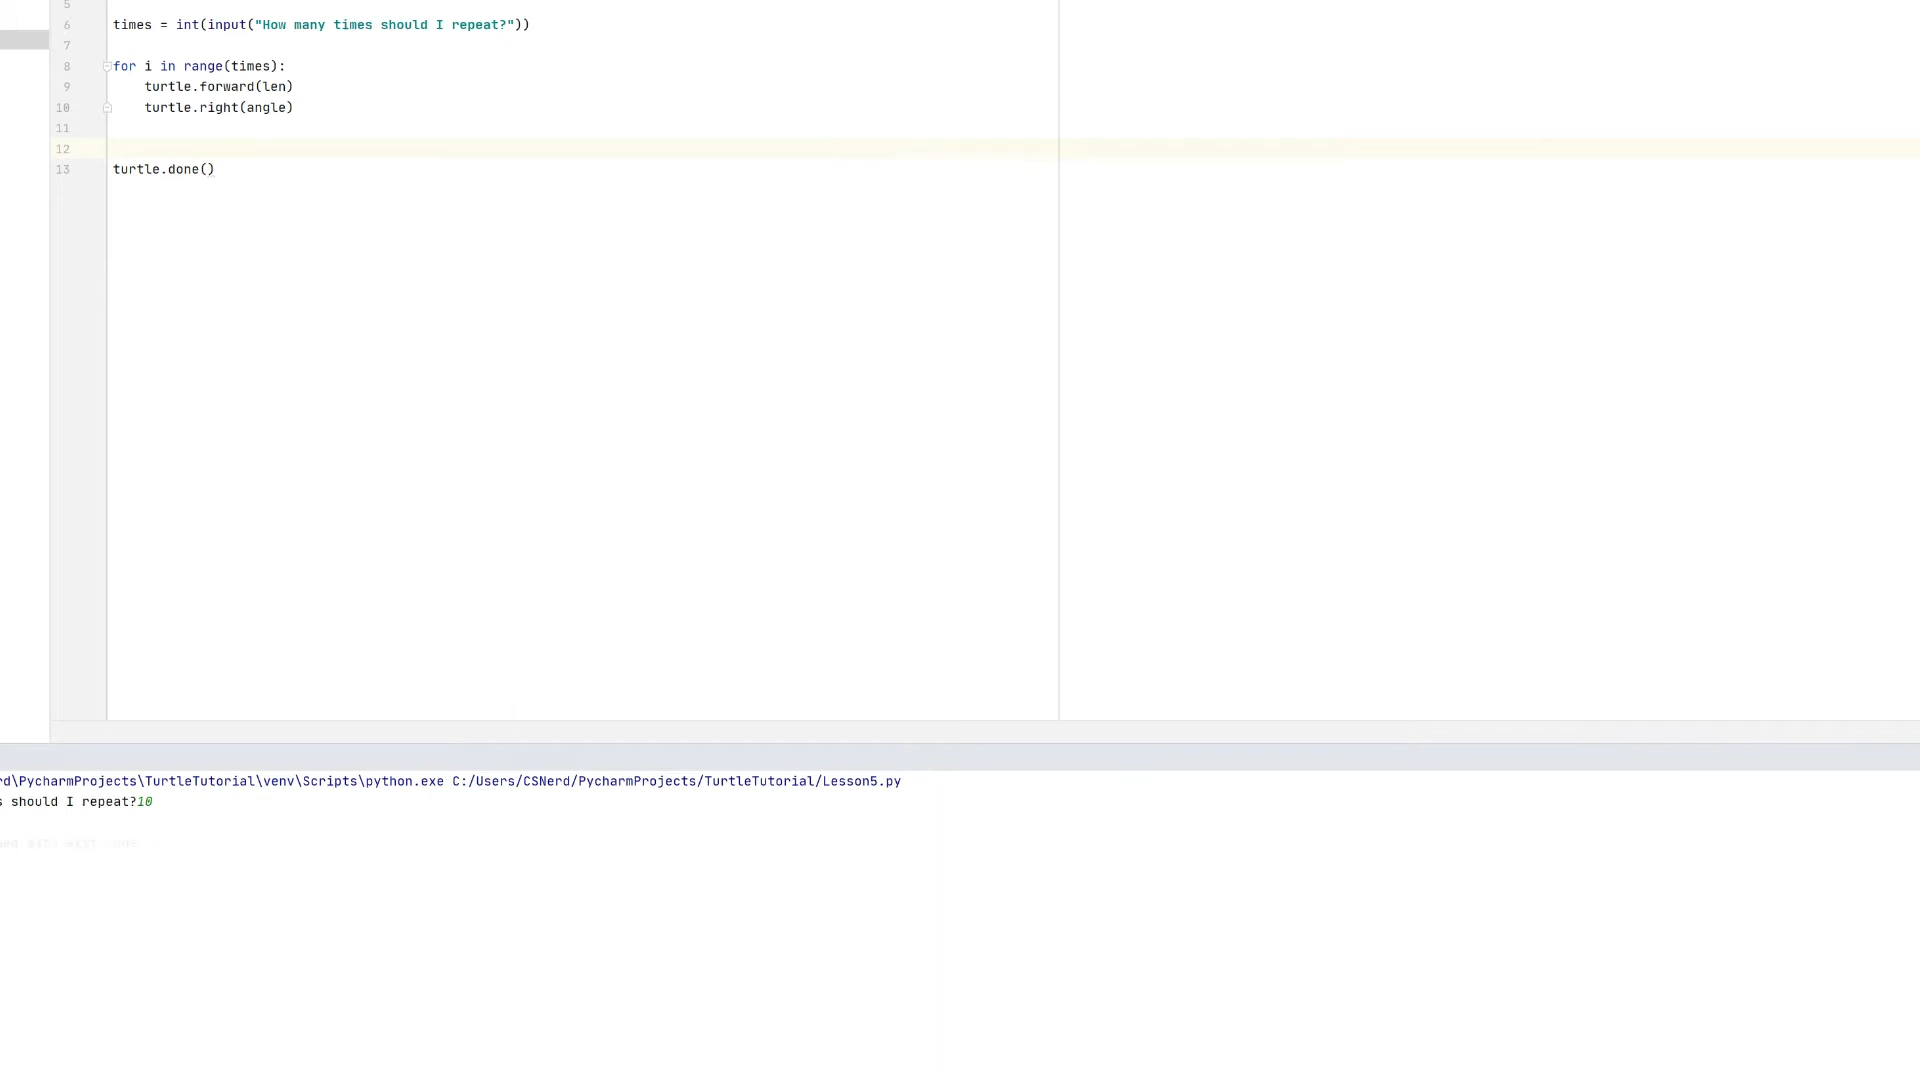 5
6 times = int(input("How many times should I repeat?"))
7
8 for i in range(times):
9 turtle.forward(len)
10 turtle.right(angle)
11
12
13 turtle.done()
rd\PycharmProjects\TurtleTutorial\venv\Scripts\python.exe C:/Users/CSNerd/PycharmProjects/TurtleTutorial/Lesson5.py
s should I repeat?10